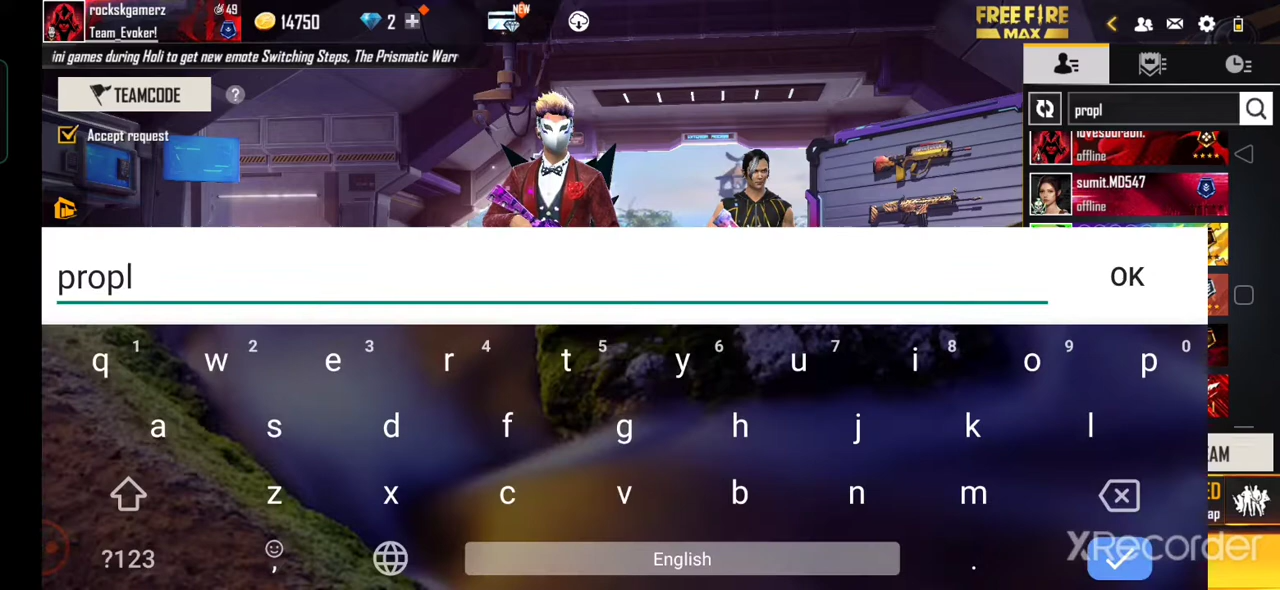 rockskgamerz
49
Team_Evoker!
14750
2
NEW
FREE FIRE
MAX
ini games during Holi to get new emote Switching Steps, The Prismatic Warr
TEAMCODE
?
Accept request
propl
offline
sumit.MD547
offline
propl
OK
q 1 w 2 e 3 r 4 t 5 y 6 u 7 i 8 o 9 p 0
a s d f g h j k l
z x c v b n m
?123 , English .
XRecorder